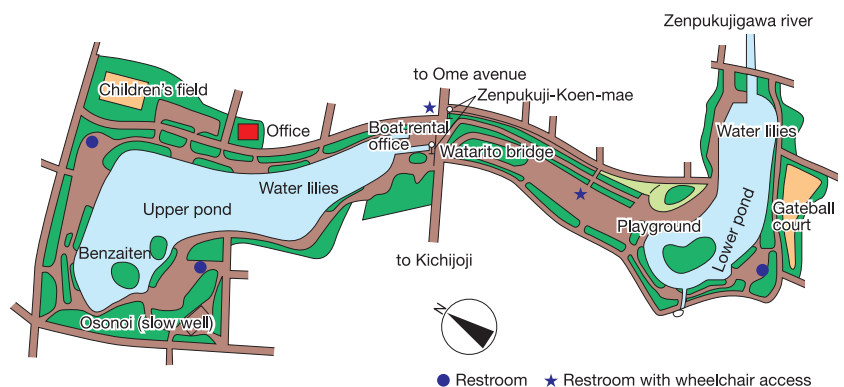 Zenpukujigawa river
to Ome avenue
Children's field
Zenpukuji-Koen-mae
Office
Boat rental
office
Water lilies
Watarito bridge
Water lilies
Upper pond
Gateball
court
Playground
Lower pond
Benzaiten
to Kichijoji
Osonoi (slow well)
N
Restroom
Restroom with wheelchair access